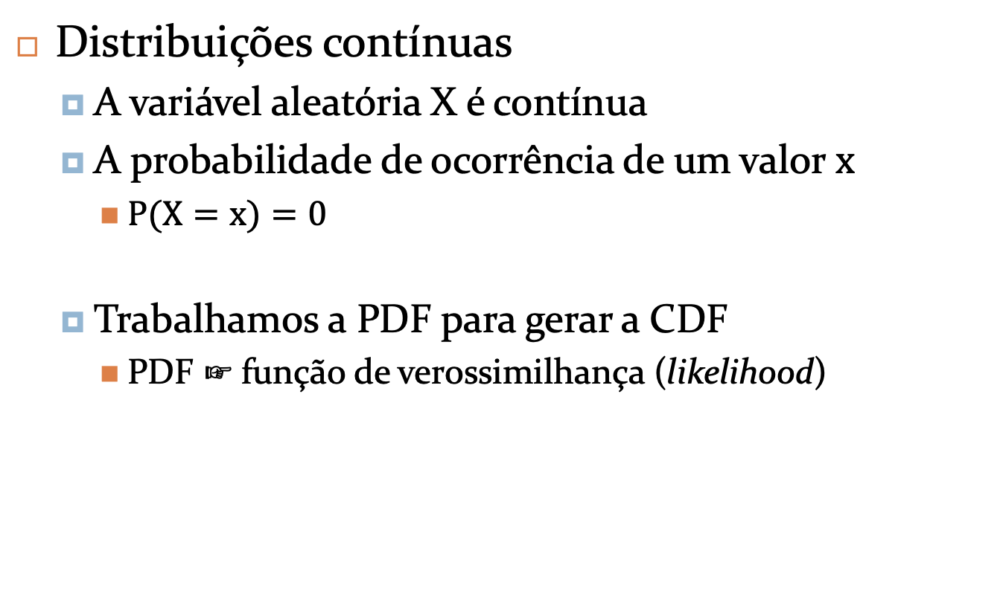 Distribuições contínuas
A variável aleatória X é contínua
A probabilidade de ocorrência de um valor x
P(X = x) = 0
Trabalhamos a PDF para gerar a CDF
PDF ☞ função de verossimilhança (likelihood)